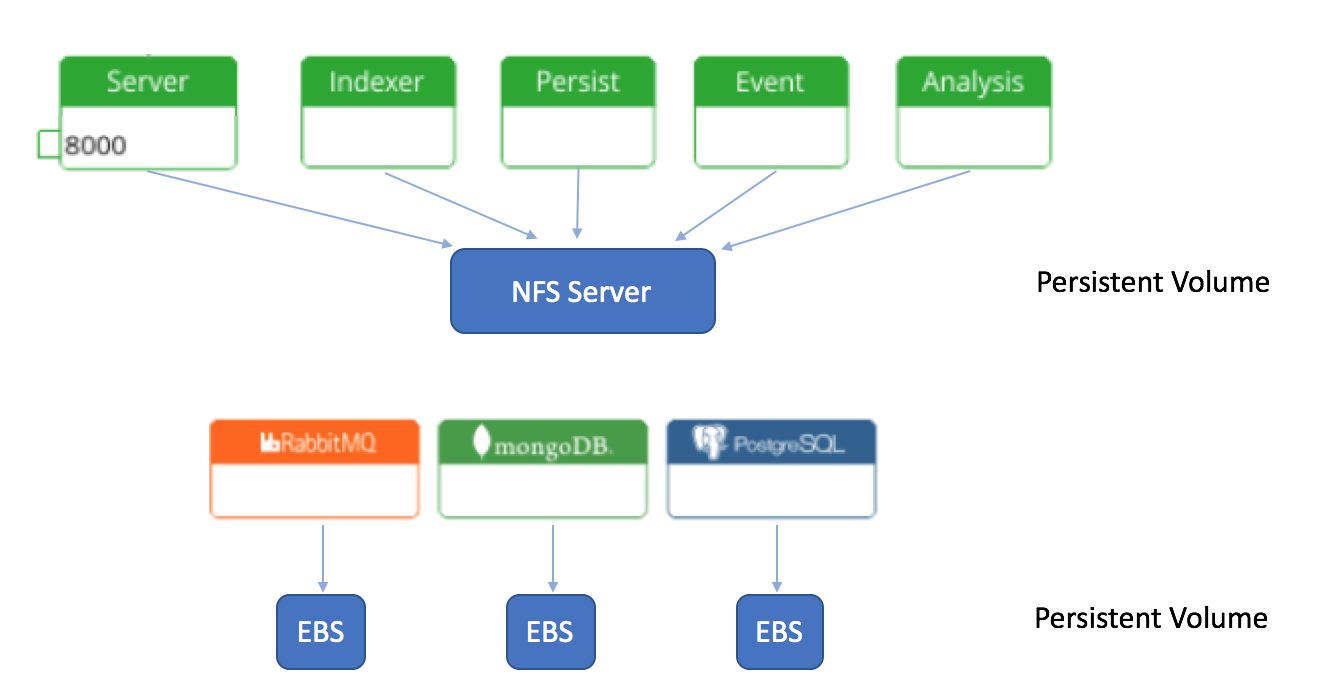 Server
Indexer
Persist
Event
Analysis
8000
NFS Server
Persistent Volume
RabbitMQ
mongoDB.
PostgreSQL
EBS
EBS
EBS
Persistent Volume